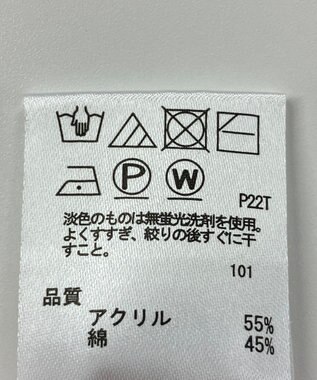 P W
P22T
淡色のものは無蛍光洗剤を使用。
よくすすぎ、絞りの後すぐに干
すこと。
101
品質
アクリル 55%
綿 45%